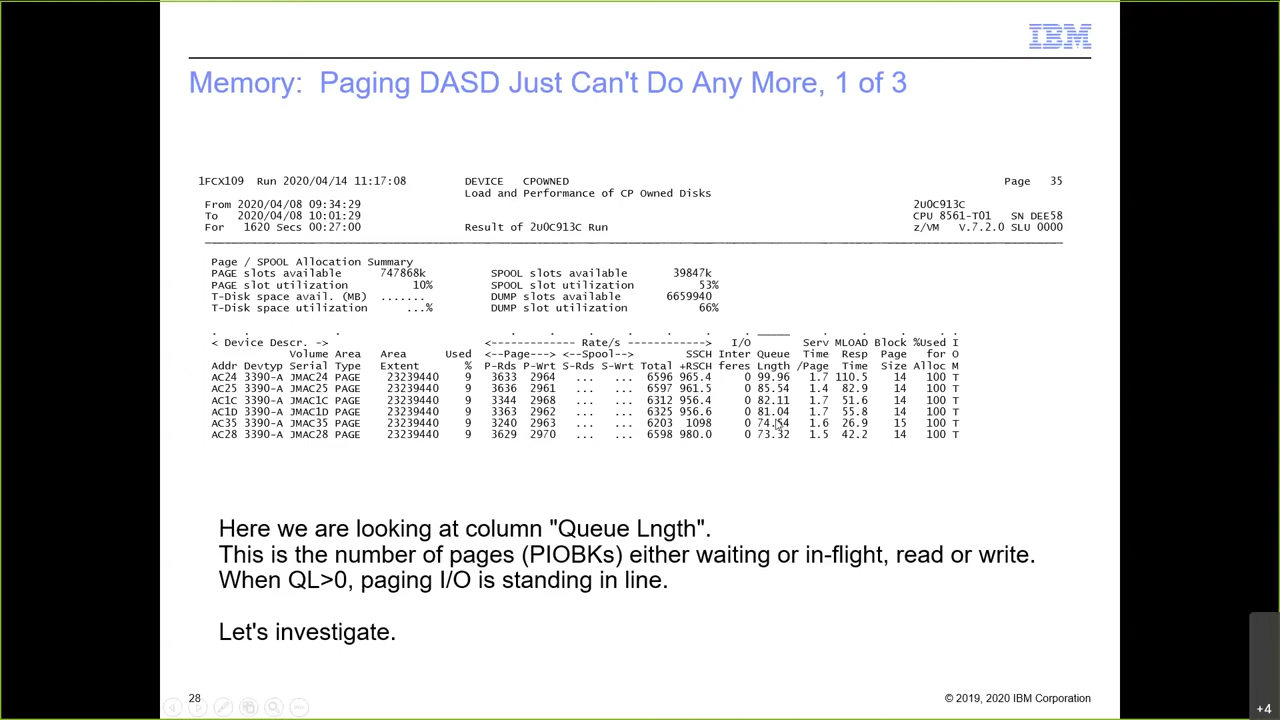 IBM
Memory: Paging DASD Just Can't Do Any More, 1 of 3
1FCX109 Run 2020/04/14 11:17:08 DEVICE CPOWNED Page 35
Load and Performance of CP Owned Disks
From 2020/04/08 09:34:29 2U0C913C
To 2020/04/08 10:01:29 CPU 8561-T01 SN DEE58
For 1620 Secs 00:27:00 Result of 2U0C913C Run z/VM V.7.2.0 SLU 0000
Page / SPOOL Allocation Summary
PAGE slots available 747868k SPOOL slots available 39847k
PAGE slot utilization 10% SPOOL slot utilization 53%
T-Disk space avail. (MB) ....... DUMP slots available 6659940
T-Disk space utilization ...% DUMP slot utilization 66%
. . . . . . . . . ____ . . . . .
< Device Descr. -> <------------ Rate/s ------------> I/O Serv MLOAD Block %Used I
Volume Area Area Used <--Page---> <--Spool--> SSCH Inter Queue Time Resp Page for O
Addr Devtyp Serial Type Extent % P-Rds P-Wrt S-Rds S-Wrt Total +RSCH feres Lngth /Page Time Size Alloc M
AC24 3390-A JMAC24 PAGE 23239440 9 3633 2964 ... ... 6596 965.4 0 99.96 1.7 110.5 14 100 T
AC25 3390-A JMAC25 PAGE 23239440 9 3636 2961 ... ... 6597 961.5 0 85.54 1.4 82.9 14 100 T
AC1C 3390-A JMAC1C PAGE 23239440 9 3344 2968 ... ... 6312 956.4 0 82.11 1.7 51.6 14 100 T
AC1D 3390-A JMAC1D PAGE 23239440 9 3363 2962 ... ... 6325 956.6 0 81.04 1.7 55.8 14 100 T
AC35 3390-A JMAC35 PAGE 23239440 9 3240 2963 ... ... 6203 1098 0 74.54 1.6 26.9 15 100 T
AC28 3390-A JMAC28 PAGE 23239440 9 3629 2970 ... ... 6598 980.0 0 73.32 1.5 42.2 14 100 T
Here we are looking at column "Queue Lngth".
This is the number of pages (PIOBKs) either waiting or in-flight, read or write.
When QL>0, paging I/O is standing in line.
Let's investigate.
28
© 2019, 2020 IBM Corporation
+4